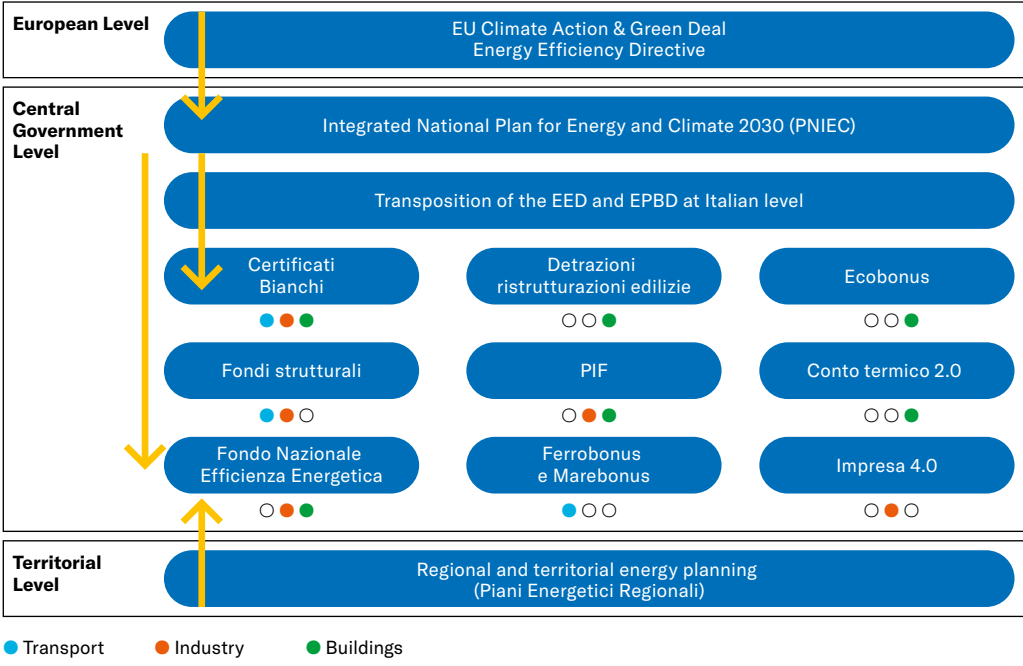 European Level
EU Climate Action & Green Deal
Energy Efficiency Directive
Central
Government
Level
Integrated National Plan for Energy and Climate 2030 (PNIEC)
Transposition of the EED and EPBD at Italian level
Certificati
Bianchi
Detrazioni
ristrutturazioni edilizie
Ecobonus
Fondi strutturali
PIF
Conto termico 2.0
Fondo Nazionale
Efficienza Energetica
Ferrobonus
e Marebonus
Impresa 4.0
Territorial
Level
Regional and territorial energy planning
(Piani Energetici Regionali)
Transport
Industry
Buildings